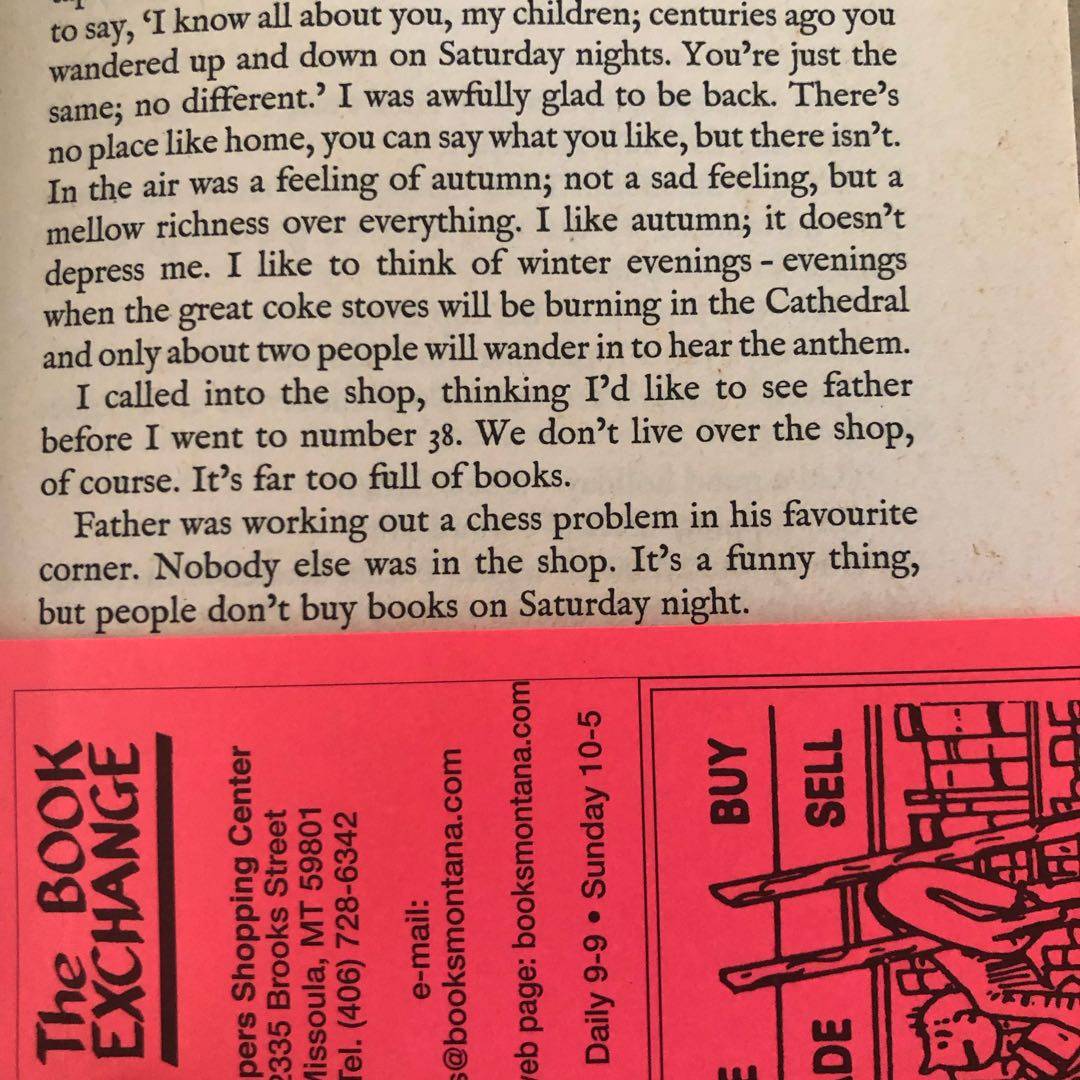 to say, ‘I know all about you, my children; centuries ago you
wandered up and down on Saturday nights. You’re just the
same; no different.’ I was awfully glad to be back. There’s
no place like home, you can say what you like, but there isn’t.
In the air was a feeling of autumn; not a sad feeling, but a
mellow richness over everything. I like autumn; it doesn’t
depress me. I like to think of winter evenings - evenings
when the great coke stoves will be burning in the Cathedral
and only about two people will wander in to hear the anthem.
I called into the shop, thinking I’d like to see father
before I went to number 38. We don’t live over the shop,
of course. It’s far too full of books.
Father was working out a chess problem in his favourite
corner. Nobody else was in the shop. It’s a funny thing,
but people don’t buy books on Saturday night.
The BOOK
EXCHANGE
pers Shopping Center
2335 Brooks Street
Missoula, MT 59801
Tel. (406) 728-6342
e-mail:
s@booksmontana.com
web page: booksmontana.com
Daily 9-9 • Sunday 10-5
BUY
SELL
ADE